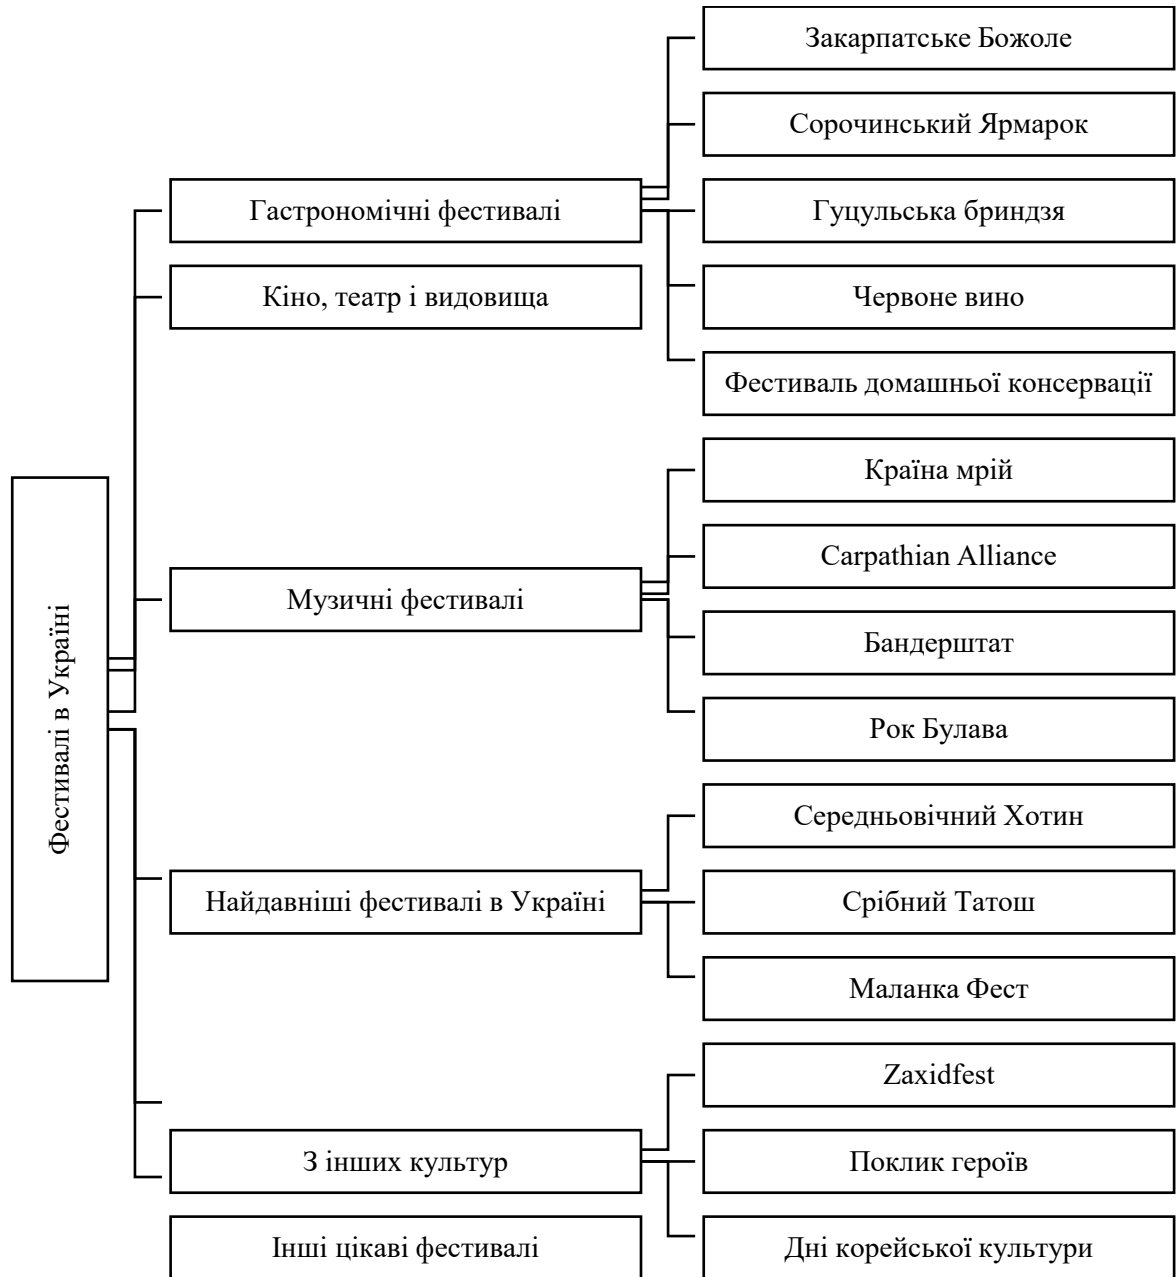 Фестивалі в Україні
Гастрономічні фестивалі
Закарпатське Божоле
Сорочинський Ярмарок
Гуцульська бриндзя
Червоне вино
Фестиваль домашньої консервації
Кіно, театр і видовища
Музичні фестивалі
Країна мрій
Carpathian Alliance
Бандерштат
Рок Булава
Найдавніші фестивалі в Україні
Середньовічний Хотин
Срібний Татош
Маланка Фест
З інших культур
Zaxidfest
Поклик героїв
Дні корейської культури
Інші цікаві фестивалі